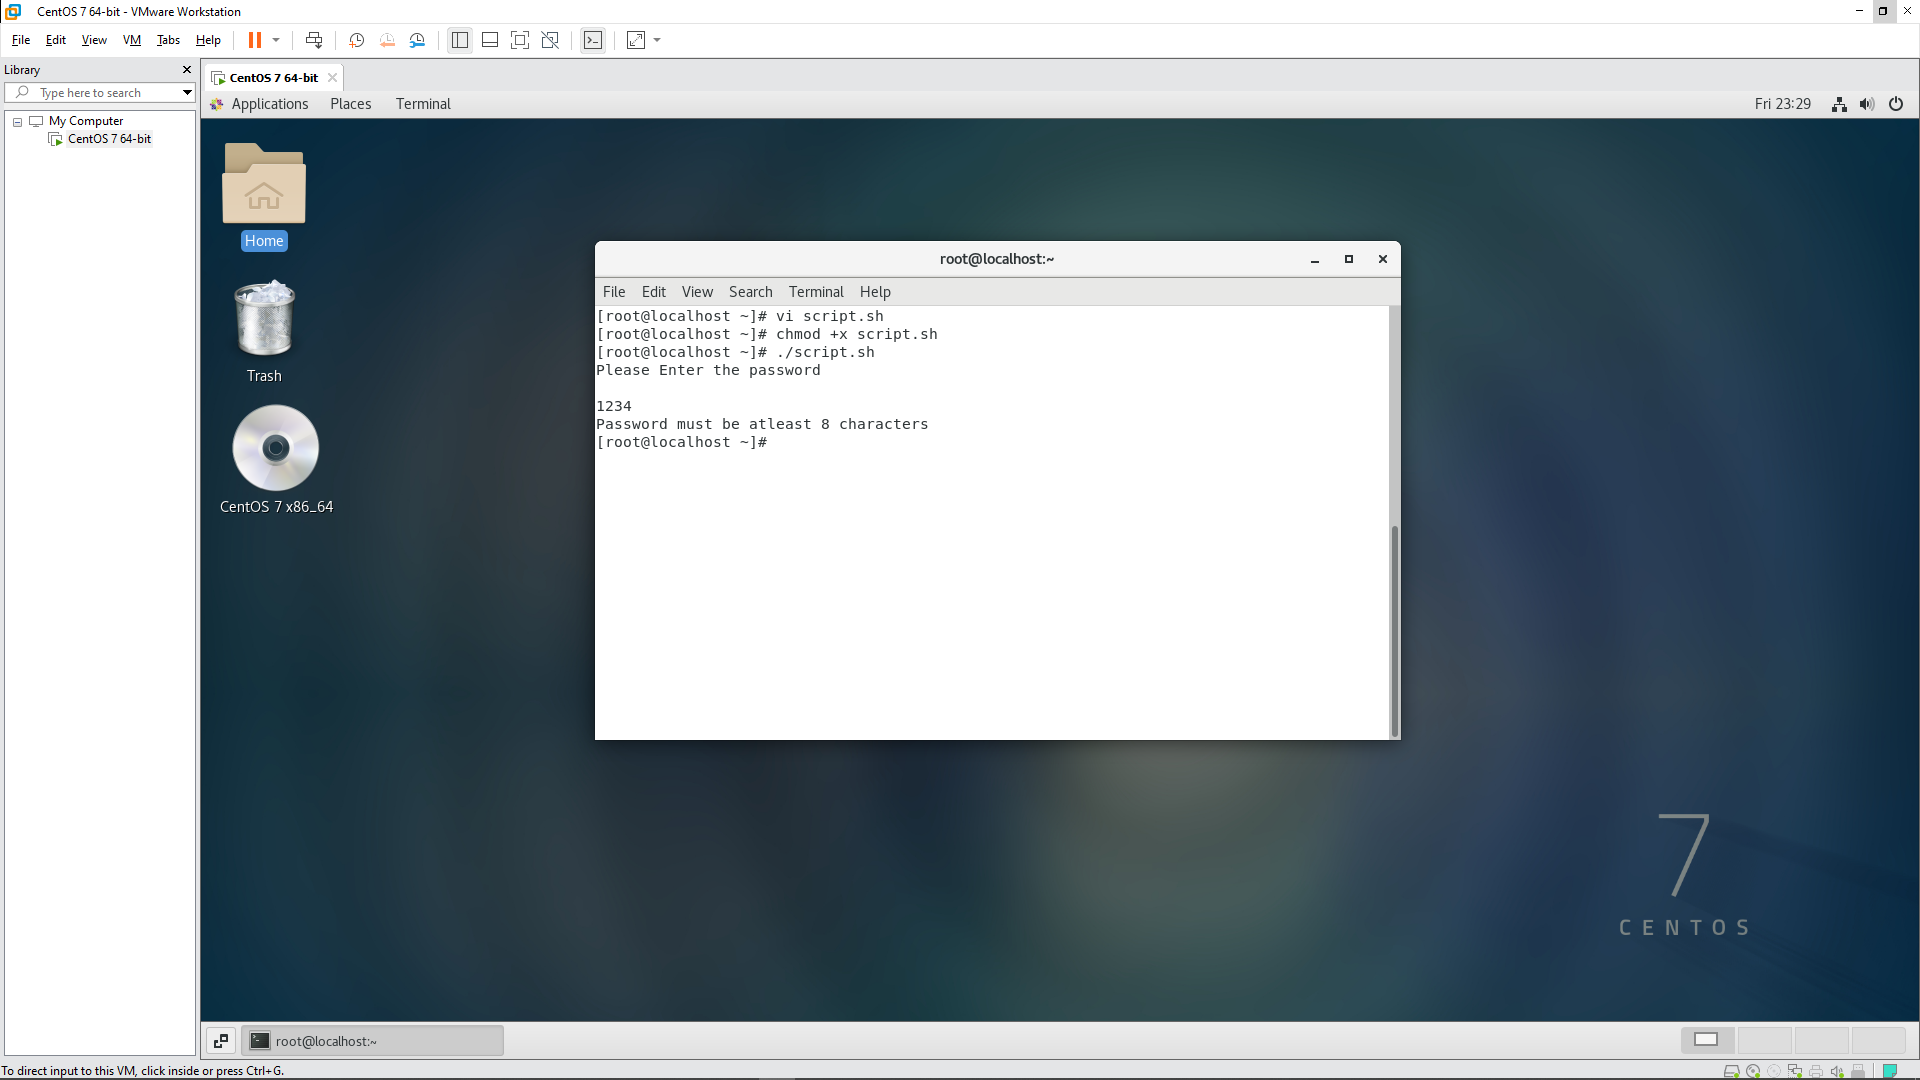 CentOS 7 64-bit - VMware Workstation
File Edit View VM Tabs Help
Library
Type here to search
My Computer
CentOS 7 64-bit
CentOS 7 64-bit
Applications Places Terminal Fri 23:29
Home
Trash
CentOS 7 x86_64
root@localhost:~
File Edit View Search Terminal Help
[root@localhost ~]# vi script.sh
[root@localhost ~]# chmod +x script.sh
[root@localhost ~]# ./script.sh
Please Enter the password
1234
Password must be atleast 8 characters
[root@localhost ~]#
7
CENTOS
root@localhost:~
To direct input to this VM, click inside or press Ctrl+G.